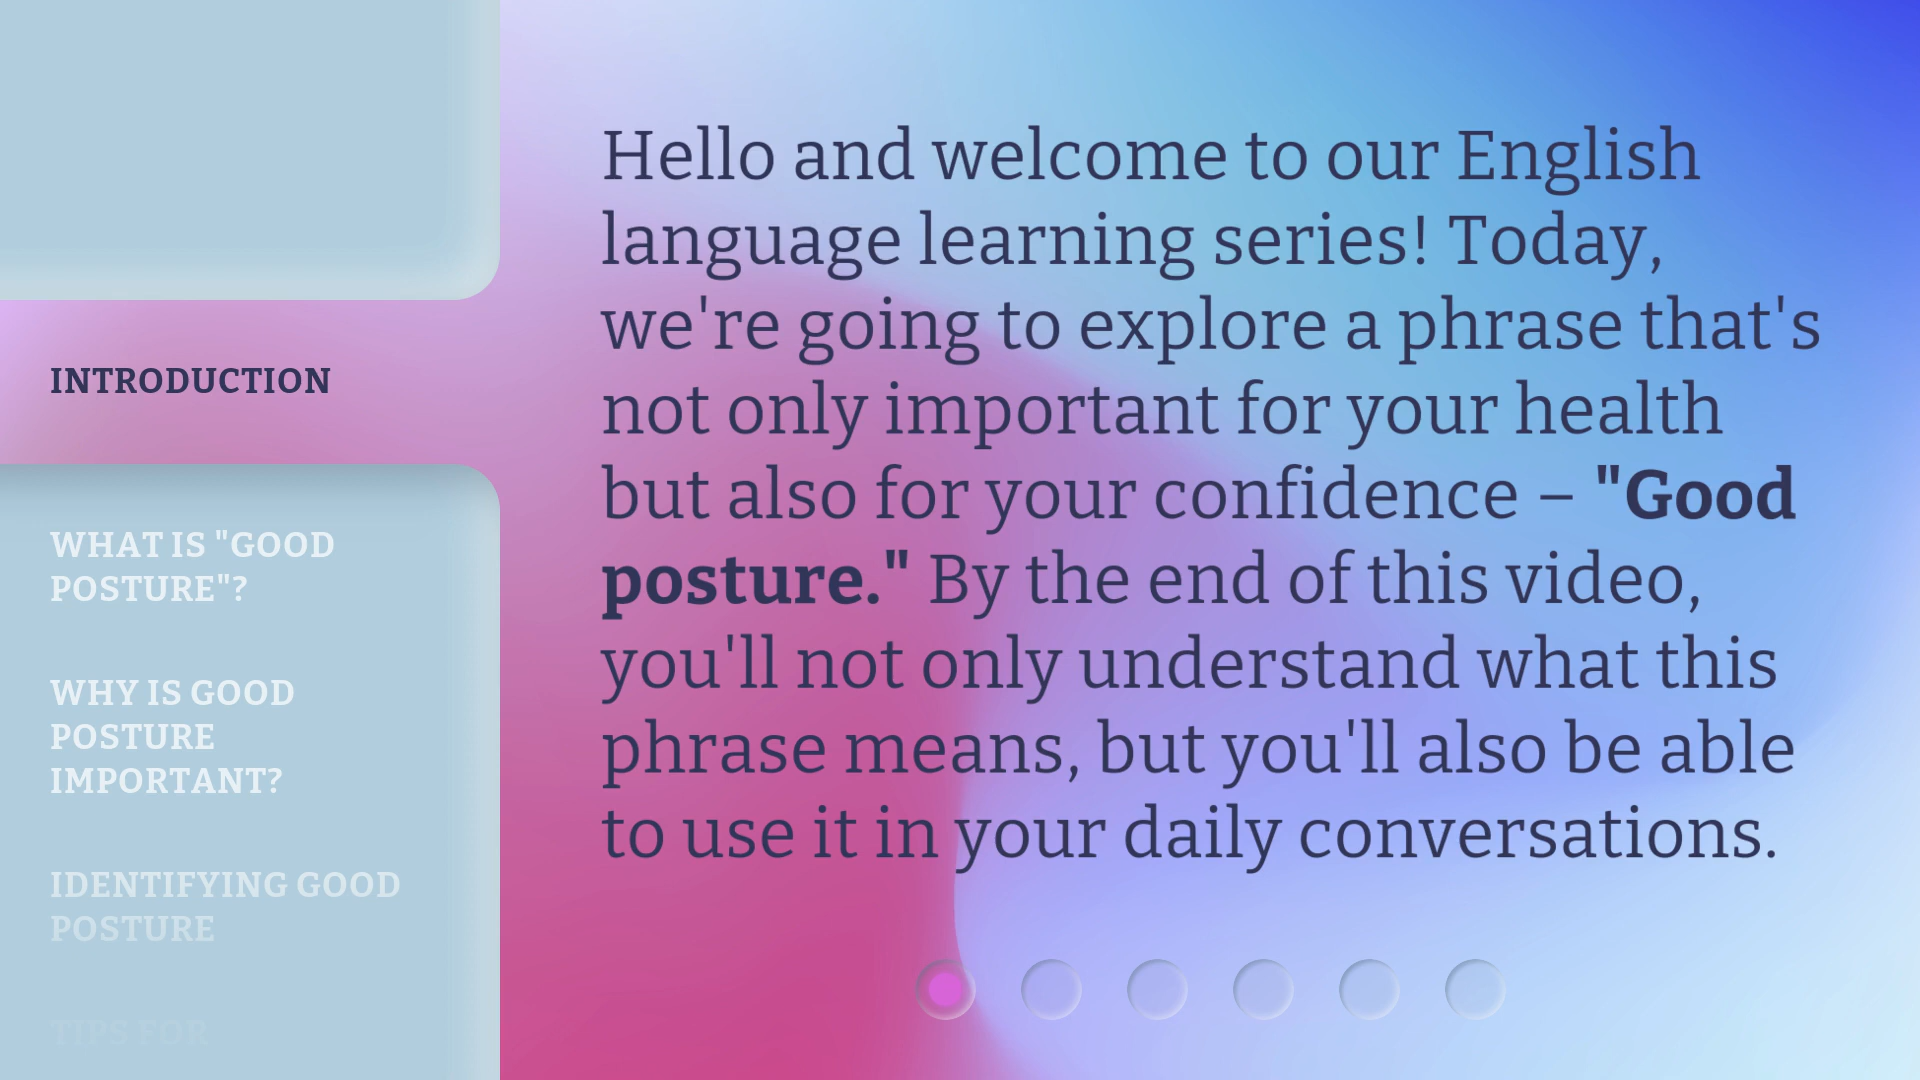 INTRODUCTION
WHAT IS "GOOD
POSTURE"?
WHY IS GOOD
POSTURE
IMPORTANT?
IDENTIFYING GOOD
POSTURE
TIPS FOR
Hello and welcome to our English
language learning series! Today,
we're going to explore a phrase that's
not only important for your health
but also for your confidence – "Good
posture." By the end of this video,
you'll not only understand what this
phrase means, but you'll also be able
to use it in your daily conversations.